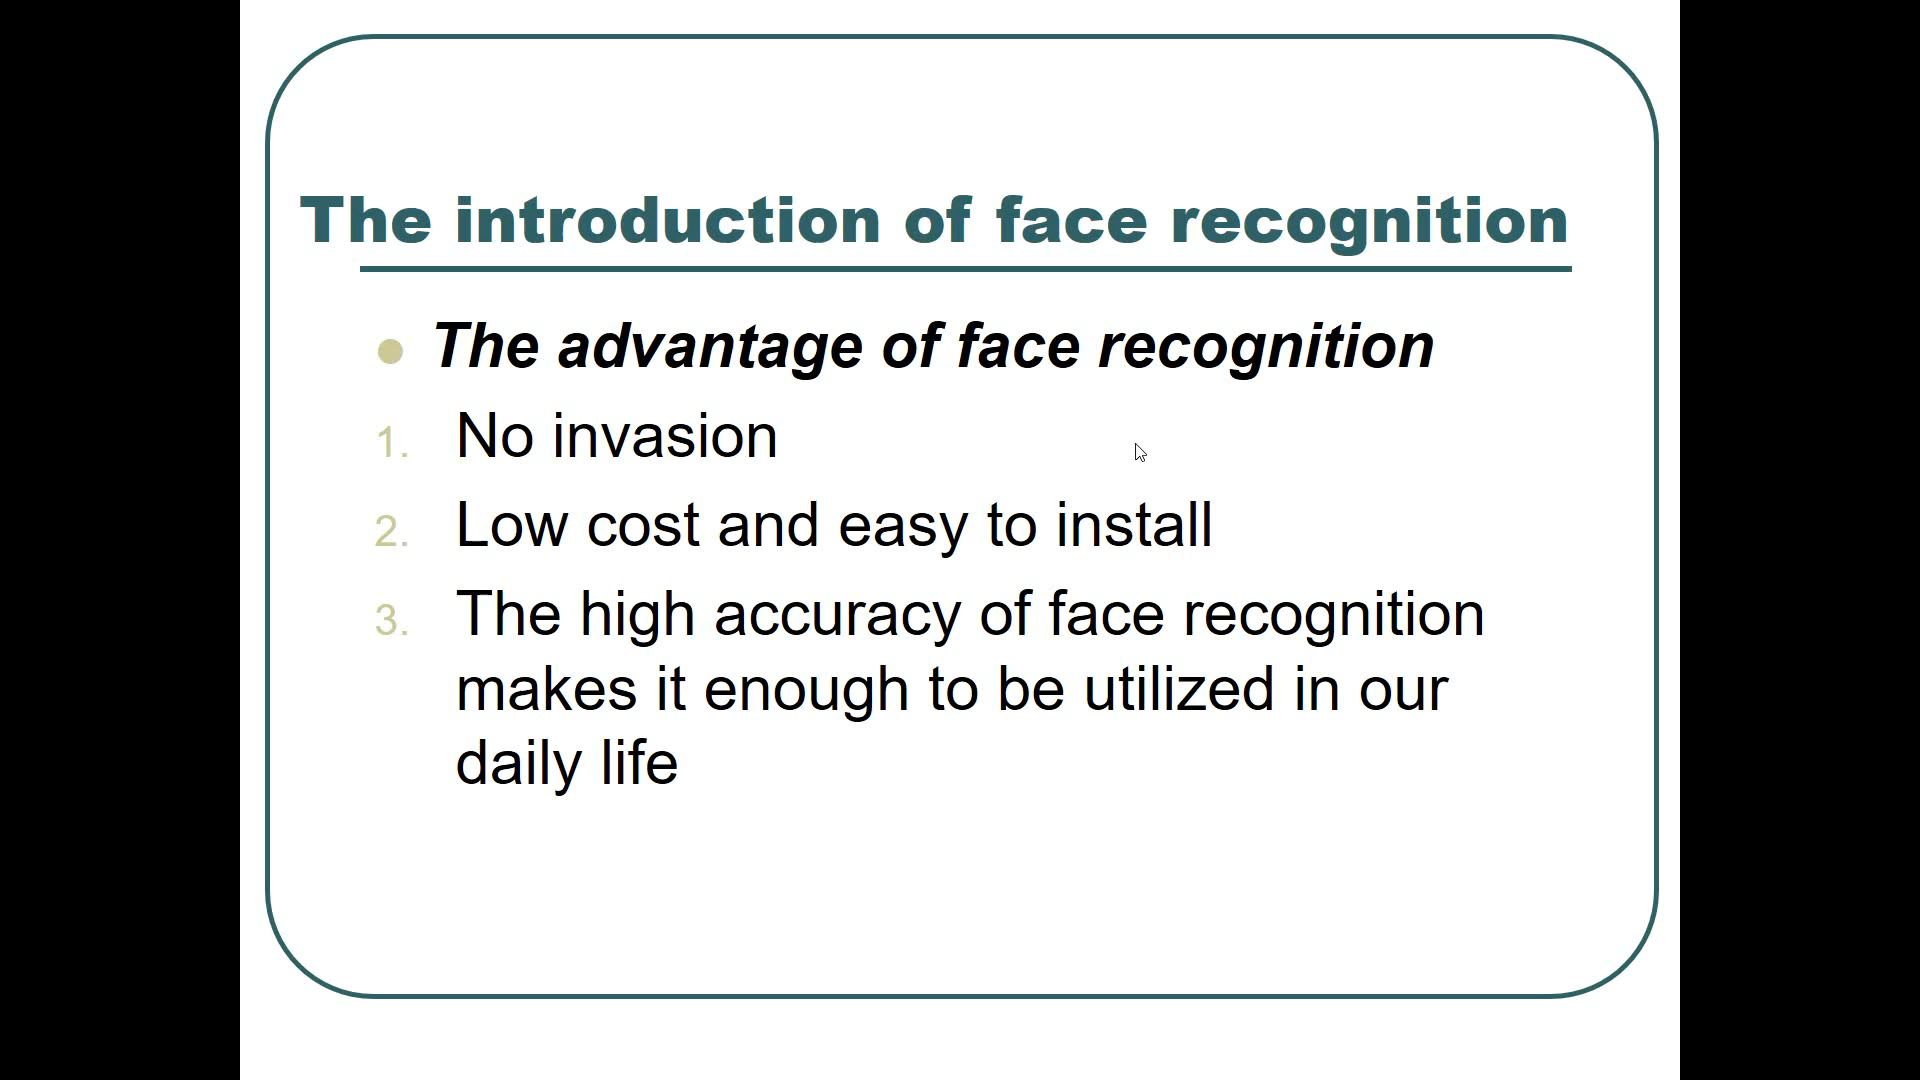 The introduction of face recognition
The advantage of face recognition
1. No invasion
2. Low cost and easy to install
3. The high accuracy of face recognition
makes it enough to be utilized in our
daily life